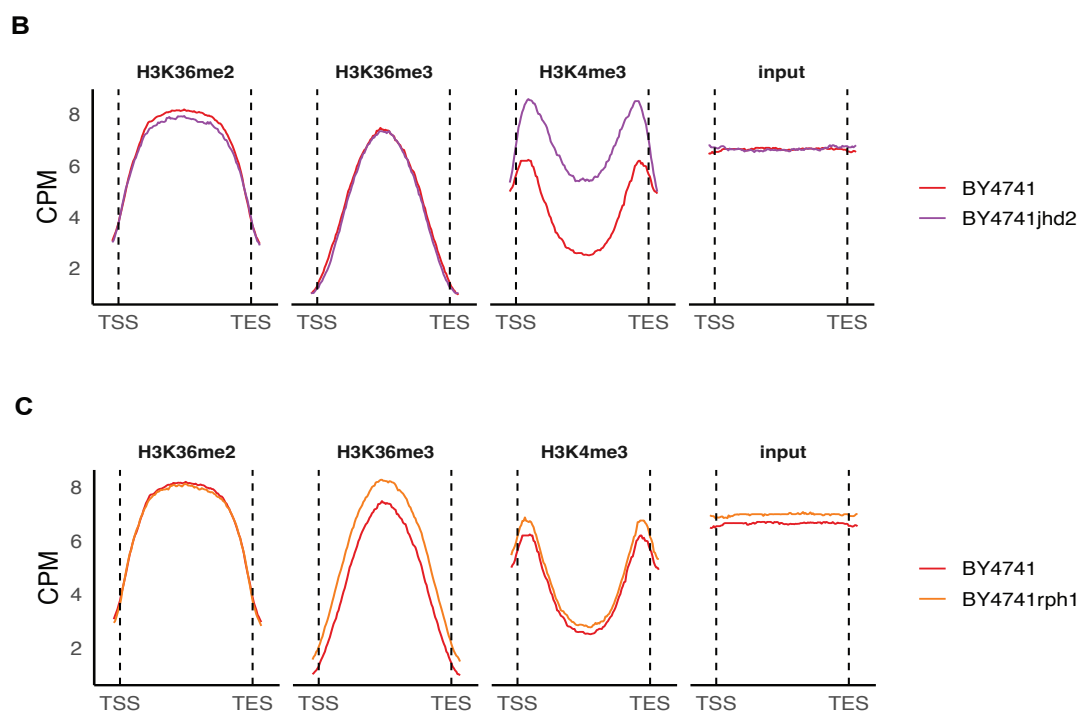 B
H3K36me2 H3K36me3 H3K4me3 input
8
6
4
2
CPM
TSS TES TSS TES TSS TES TSS TES
BY4741
BY4741jhd2
C
H3K36me2 H3K36me3 H3K4me3 input
8
6
4
2
CPM
TSS TES TSS TES TSS TES TSS TES
BY4741
BY4741rph1